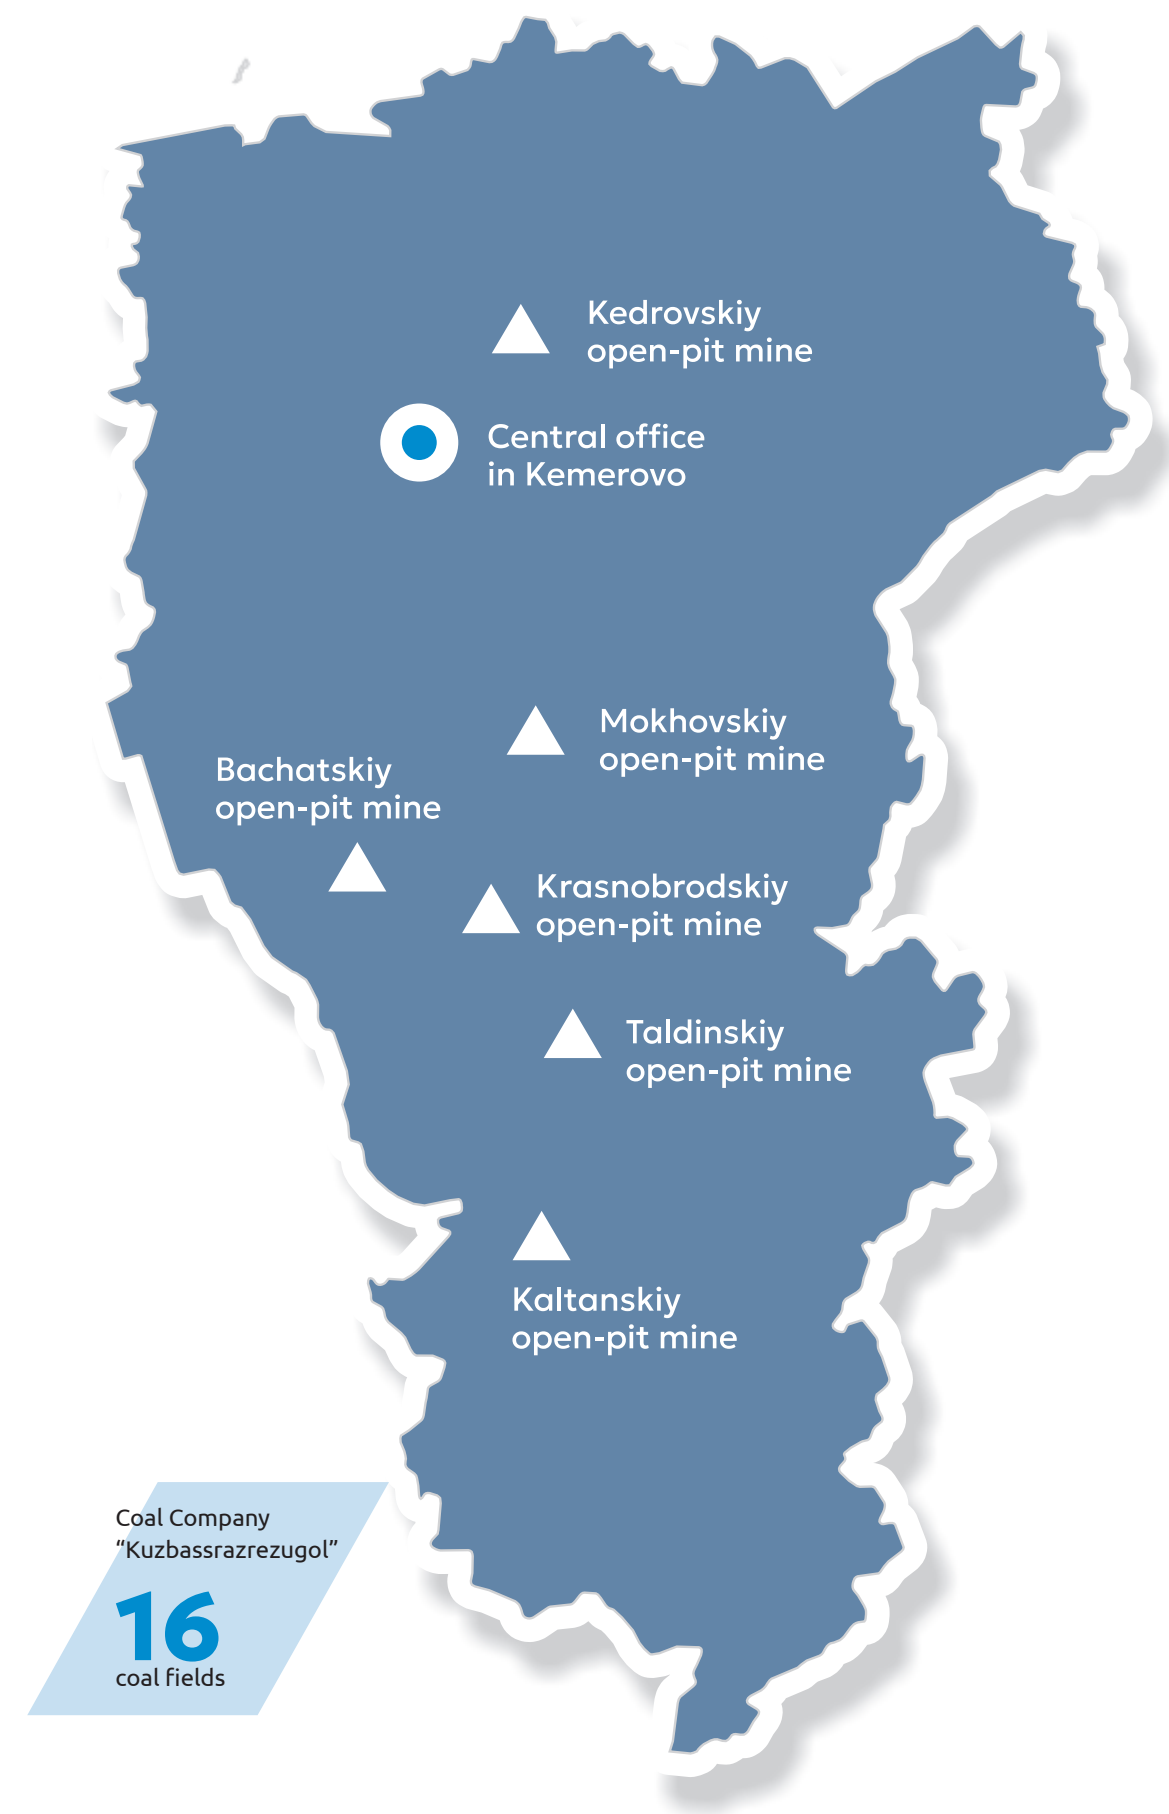 Kedrovskiy
open-pit mine
Central office
in Kemerovo
Mokhovskiy
open-pit mine
Bachatskiy
open-pit mine
Krasnobrodskiy
open-pit mine
Taldinskiy
open-pit mine
Kaltanskiy
open-pit mine
Coal Company
“Kuzbassrazrezugol”
16
coal fields